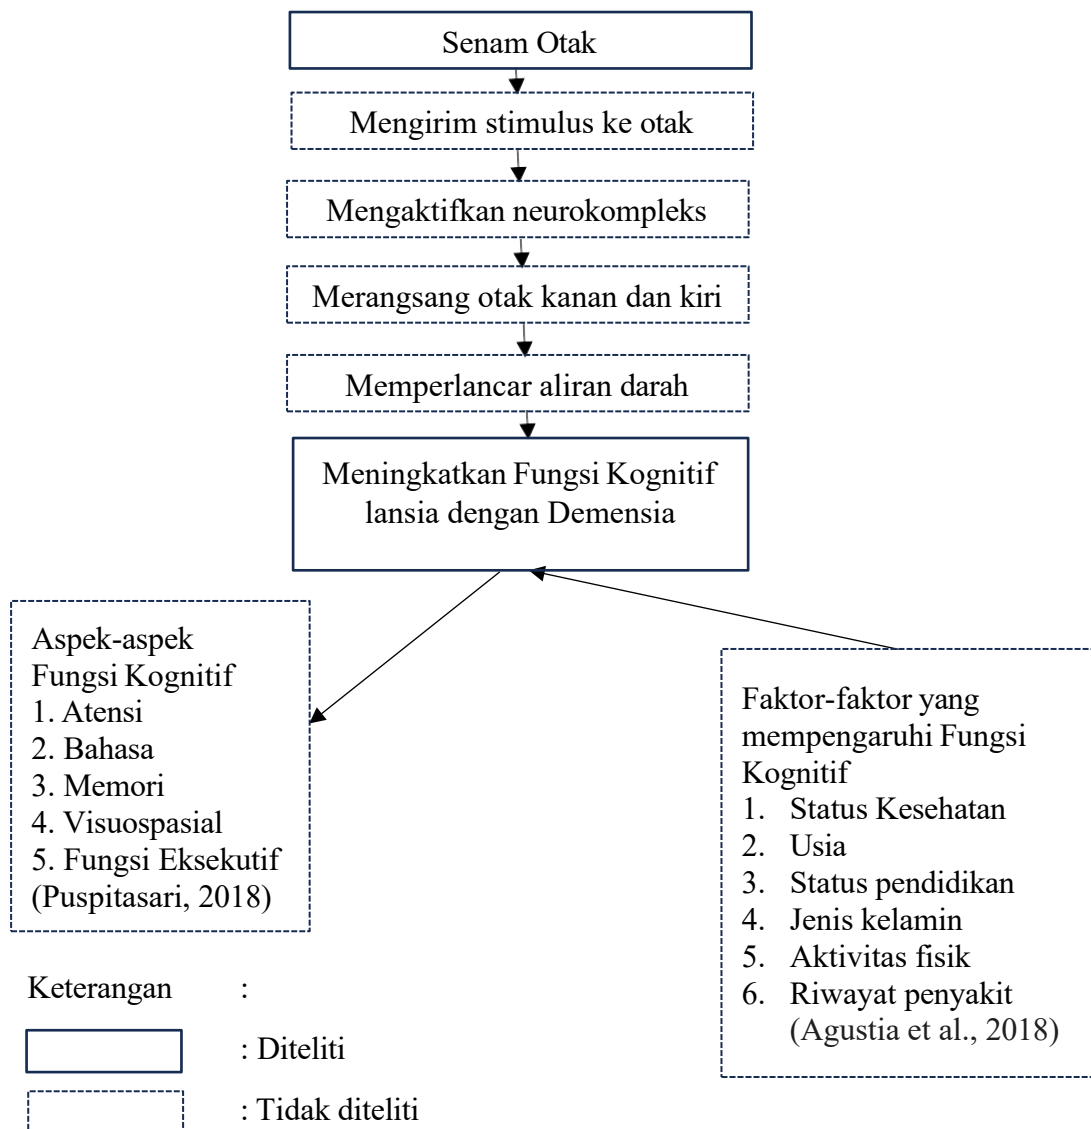 Senam Otak
Mengirim stimulus ke otak
Mengaktifkan neurokompleks
Merangsang otak kanan dan kiri
Memperlancar aliran darah
Meningkatkan Fungsi Kognitif
lansia dengan Demensia
Aspek-aspek
Fungsi Kognitif
1. Atensi
2. Bahasa
3. Memori
4. Visuospasial
5. Fungsi Eksekutif
(Puspitasari, 2018)
Faktor-faktor yang
mempengaruhi Fungsi
Kognitif
1. Status Kesehatan
2. Usia
3. Status pendidikan
4. Jenis kelamin
5. Aktivitas fisik
6. Riwayat penyakit
(Agustia et al., 2018)
Keterangan :
: Diteliti
: Tidak diteliti